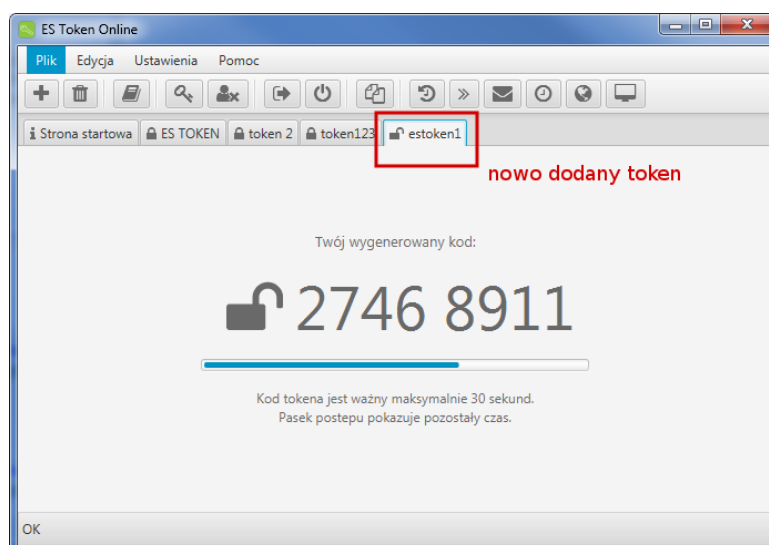 ES Token Online
Plik Edycja Ustawienia Pomoc
Strona startowa ES TOKEN token 2 token123 estoken1
nowo dodany token
Twój wygenerowany kod:
2746 8911
Kod tokena jest ważny maksymalnie 30 sekund.
Pasek postepu pokazuje pozostały czas.
OK